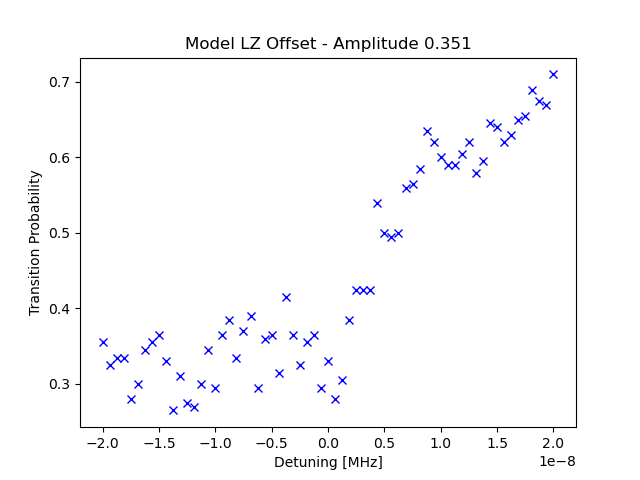 Model LZ Offset - Amplitude 0.351
Transition Probability
0.7
0.6
0.5
0.4
0.3
−2.0 −1.5 −1.0 −0.5 0.0 0.5 1.0 1.5 2.0
1e−8
Detuning [MHz]